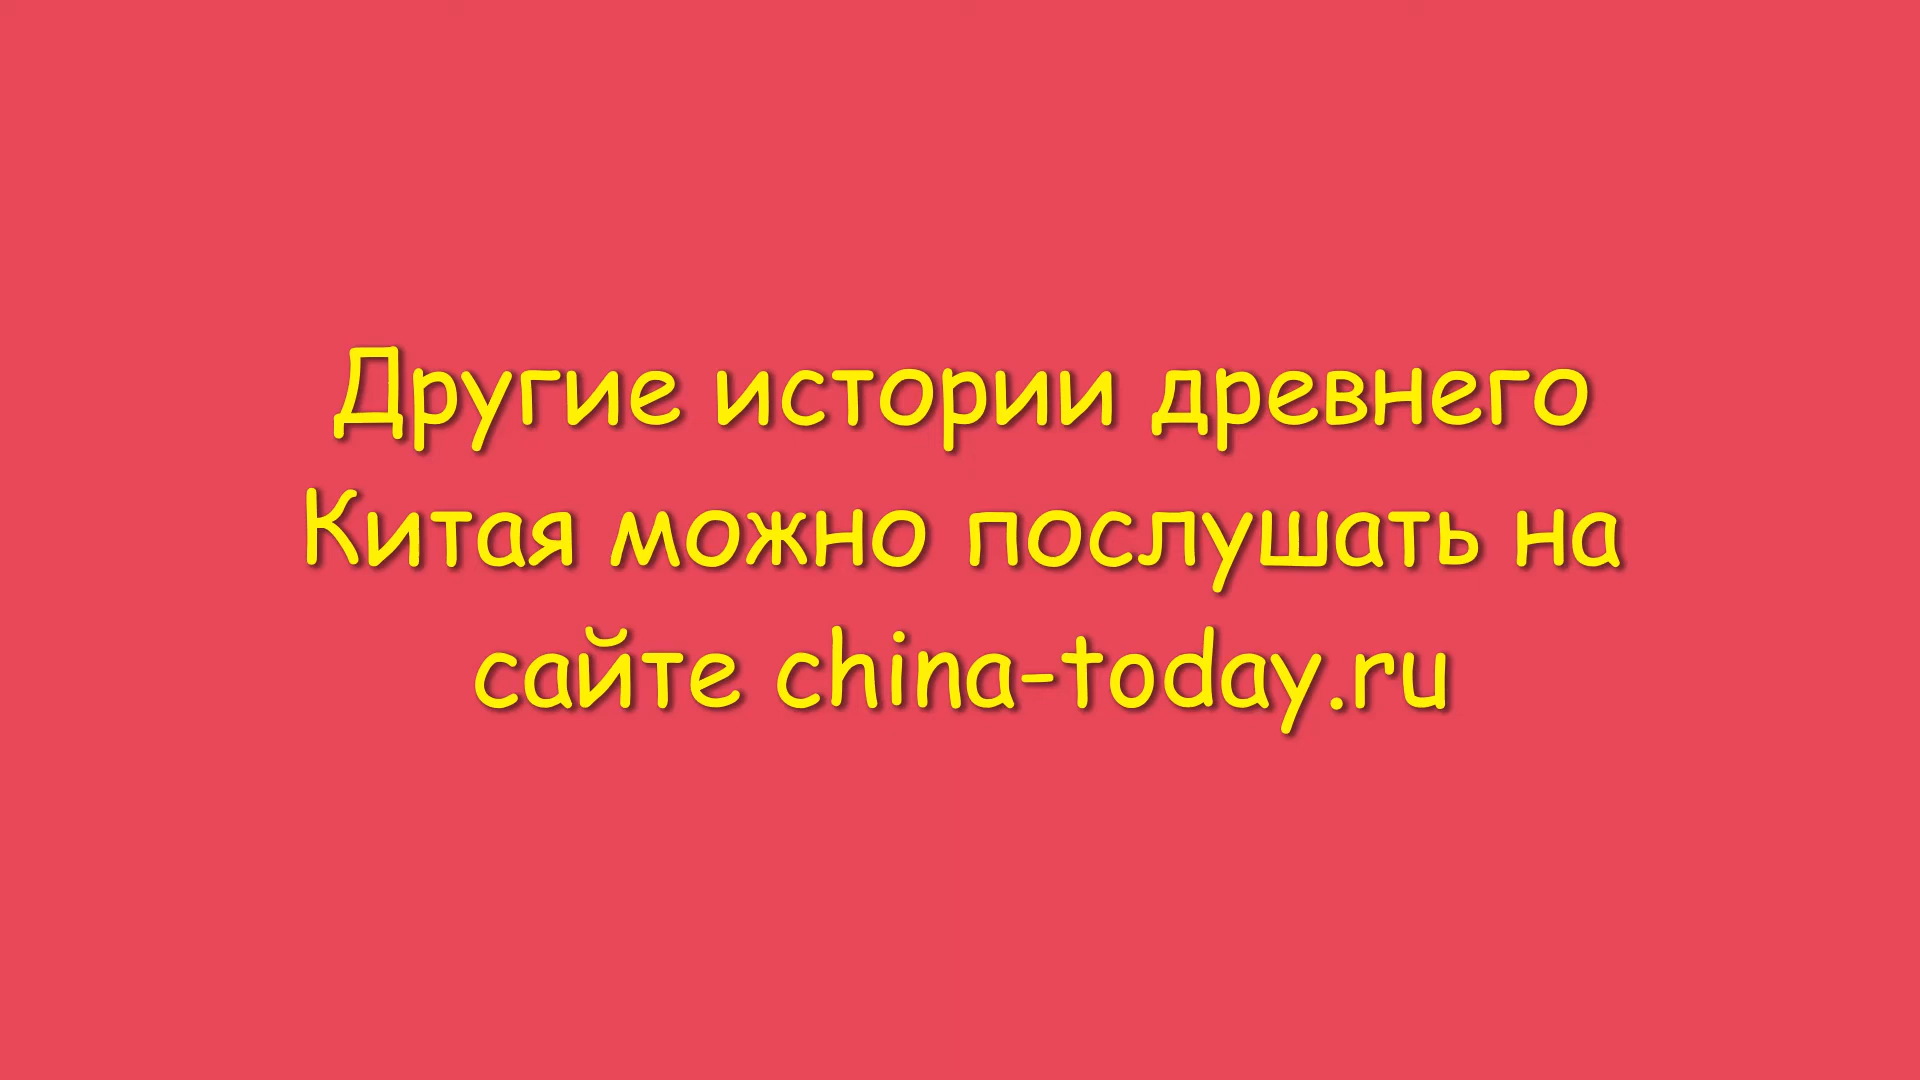 Другие истории древнего
Китая можно послушать на
сайте china-today.ru